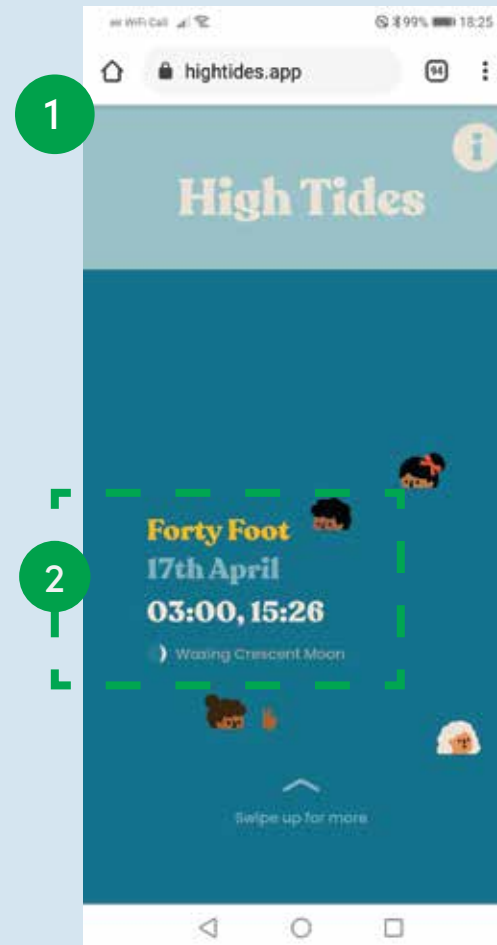 WiFi Call 99% 18:25
hightides.app 94
1
i
High Tides
2
Forty Foot
17th April
03:00, 15:26
Waxing Crescent Moon
Swipe up for more